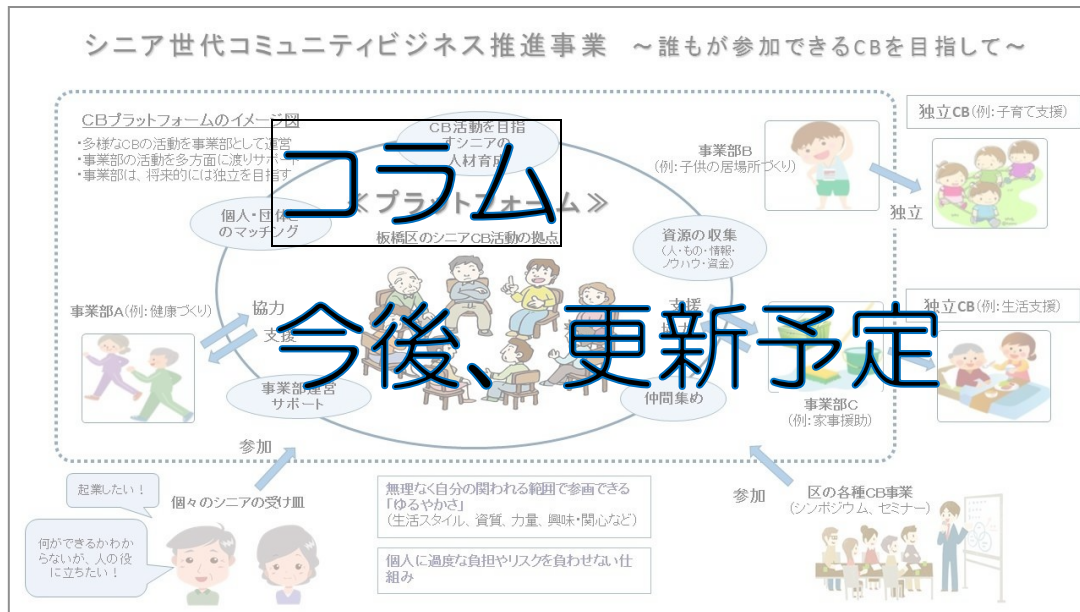 シニア世代コミュニティビジネス推進事業 ～誰もが参加できるCBを目指して～
CBプラットフォームのイメージ図
・多様なCBの活動を事業部として運営
・事業部の活動を多方面に渡りサポート
・事業部は、将来的には独立を目指す
CB活動を目指
すシニアの
人材育成
コラム
≪プラットフォーム≫
板橋区のシニアCB活動の拠点
個人・団体と
のマッチング
資源の収集
(人・もの・情報・
ノウハウ・資金)
事業部B
(例:子供の居場所づくり)
独立
独立CB(例:子育て支援)
事業部A(例:健康づくり)
協力
支援
今後、更新予定
支援
協力
独立CB(例:生活支援)
事業部運営
サポート
仲間集め
事業部C
(例:家事援助)
参加
起業したい！
個々のシニアの受け皿
何ができるかわか
らないが、人の役
に立ちたい！
無理なく自分の関われる範囲で参画できる
「ゆるやかさ」
(生活スタイル、資質、力量、興味・関心など)
個人に過度な負担やリスクを負わせない仕
組み
参加
区の各種CB事業
(シンポジウム、セミナー)